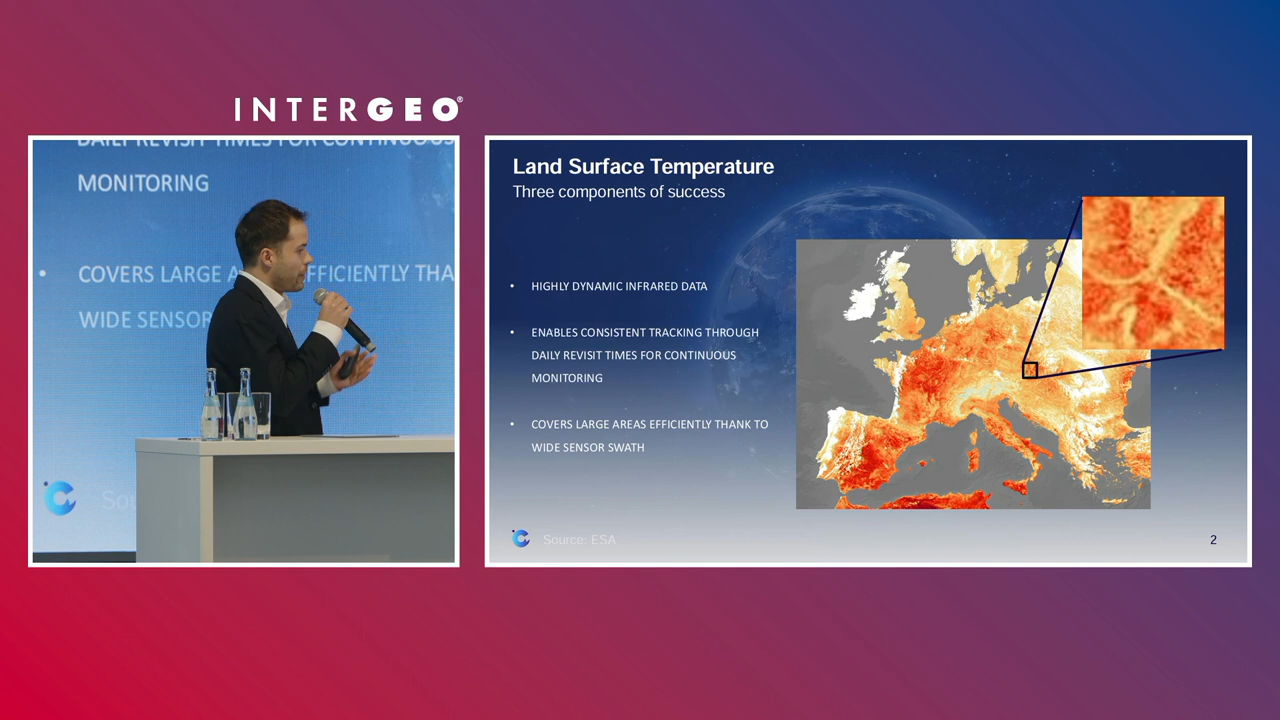 INTERGEO®
DAILY REVISIT TIMES FOR CONTINUOUS
MONITORING
• COVERS LARGE A EFFICIENTLY THA
WIDE SENSOR
Sou
Land Surface Temperature
Three components of success
• HIGHLY DYNAMIC INFRARED DATA
• ENABLES CONSISTENT TRACKING THROUGH
DAILY REVISIT TIMES FOR CONTINUOUS
MONITORING
• COVERS LARGE AREAS EFFICIENTLY THANK TO
WIDE SENSOR SWATH
Source: ESA
2